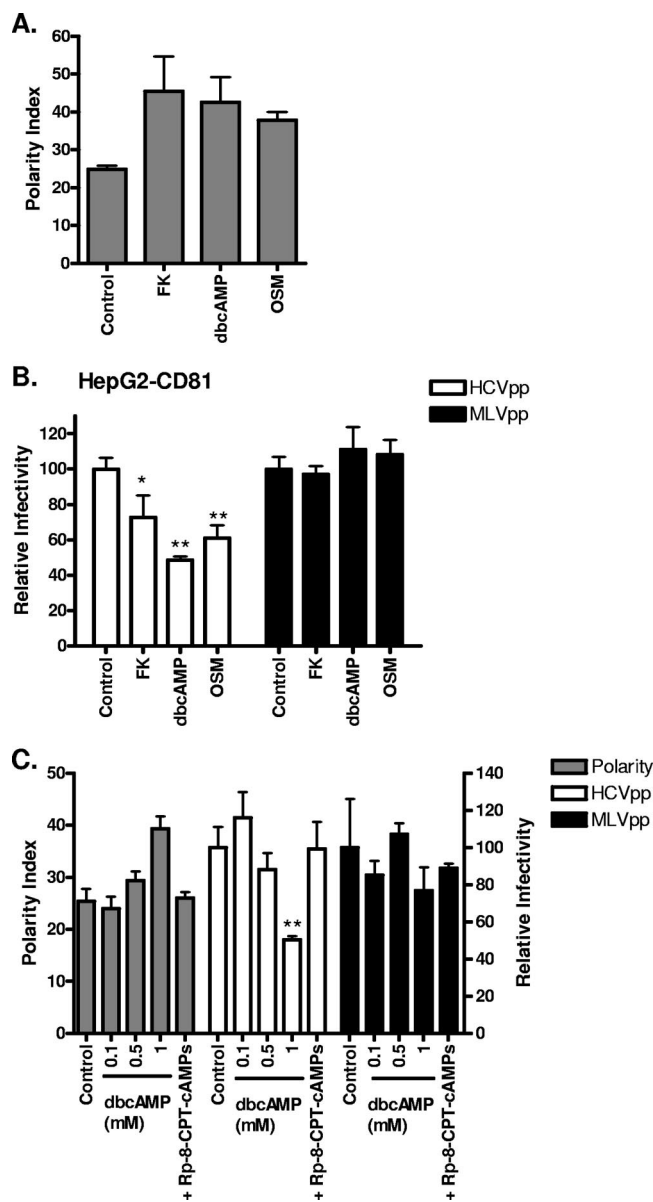 A.
Polarity Index
60
50
40
30
20
10
0
Control
FK
dbcAMP
OSM
B. HepG2-CD81
HCVpp
MLVpp
Relative Infectivity
120
100
80
60
40
20
0
*
**
**
Control
FK
dbcAMP
OSM
Control
FK
dbcAMP
OSM
C.
Polarity
HCVpp
MLVpp
Polarity Index
50
40
30
20
10
0
**
140
120
100
80
60
40
20
0
Relative Infectivity
Control
0.1
0.5
1
+ Rp-8-CPT-cAMPs
dbcAMP
(mM)
Control
0.1
0.5
1
+ Rp-8-CPT-cAMPs
dbcAMP
(mM)
Control
0.1
0.5
1
+ Rp-8-CPT-cAMPs
dbcAMP
(mM)